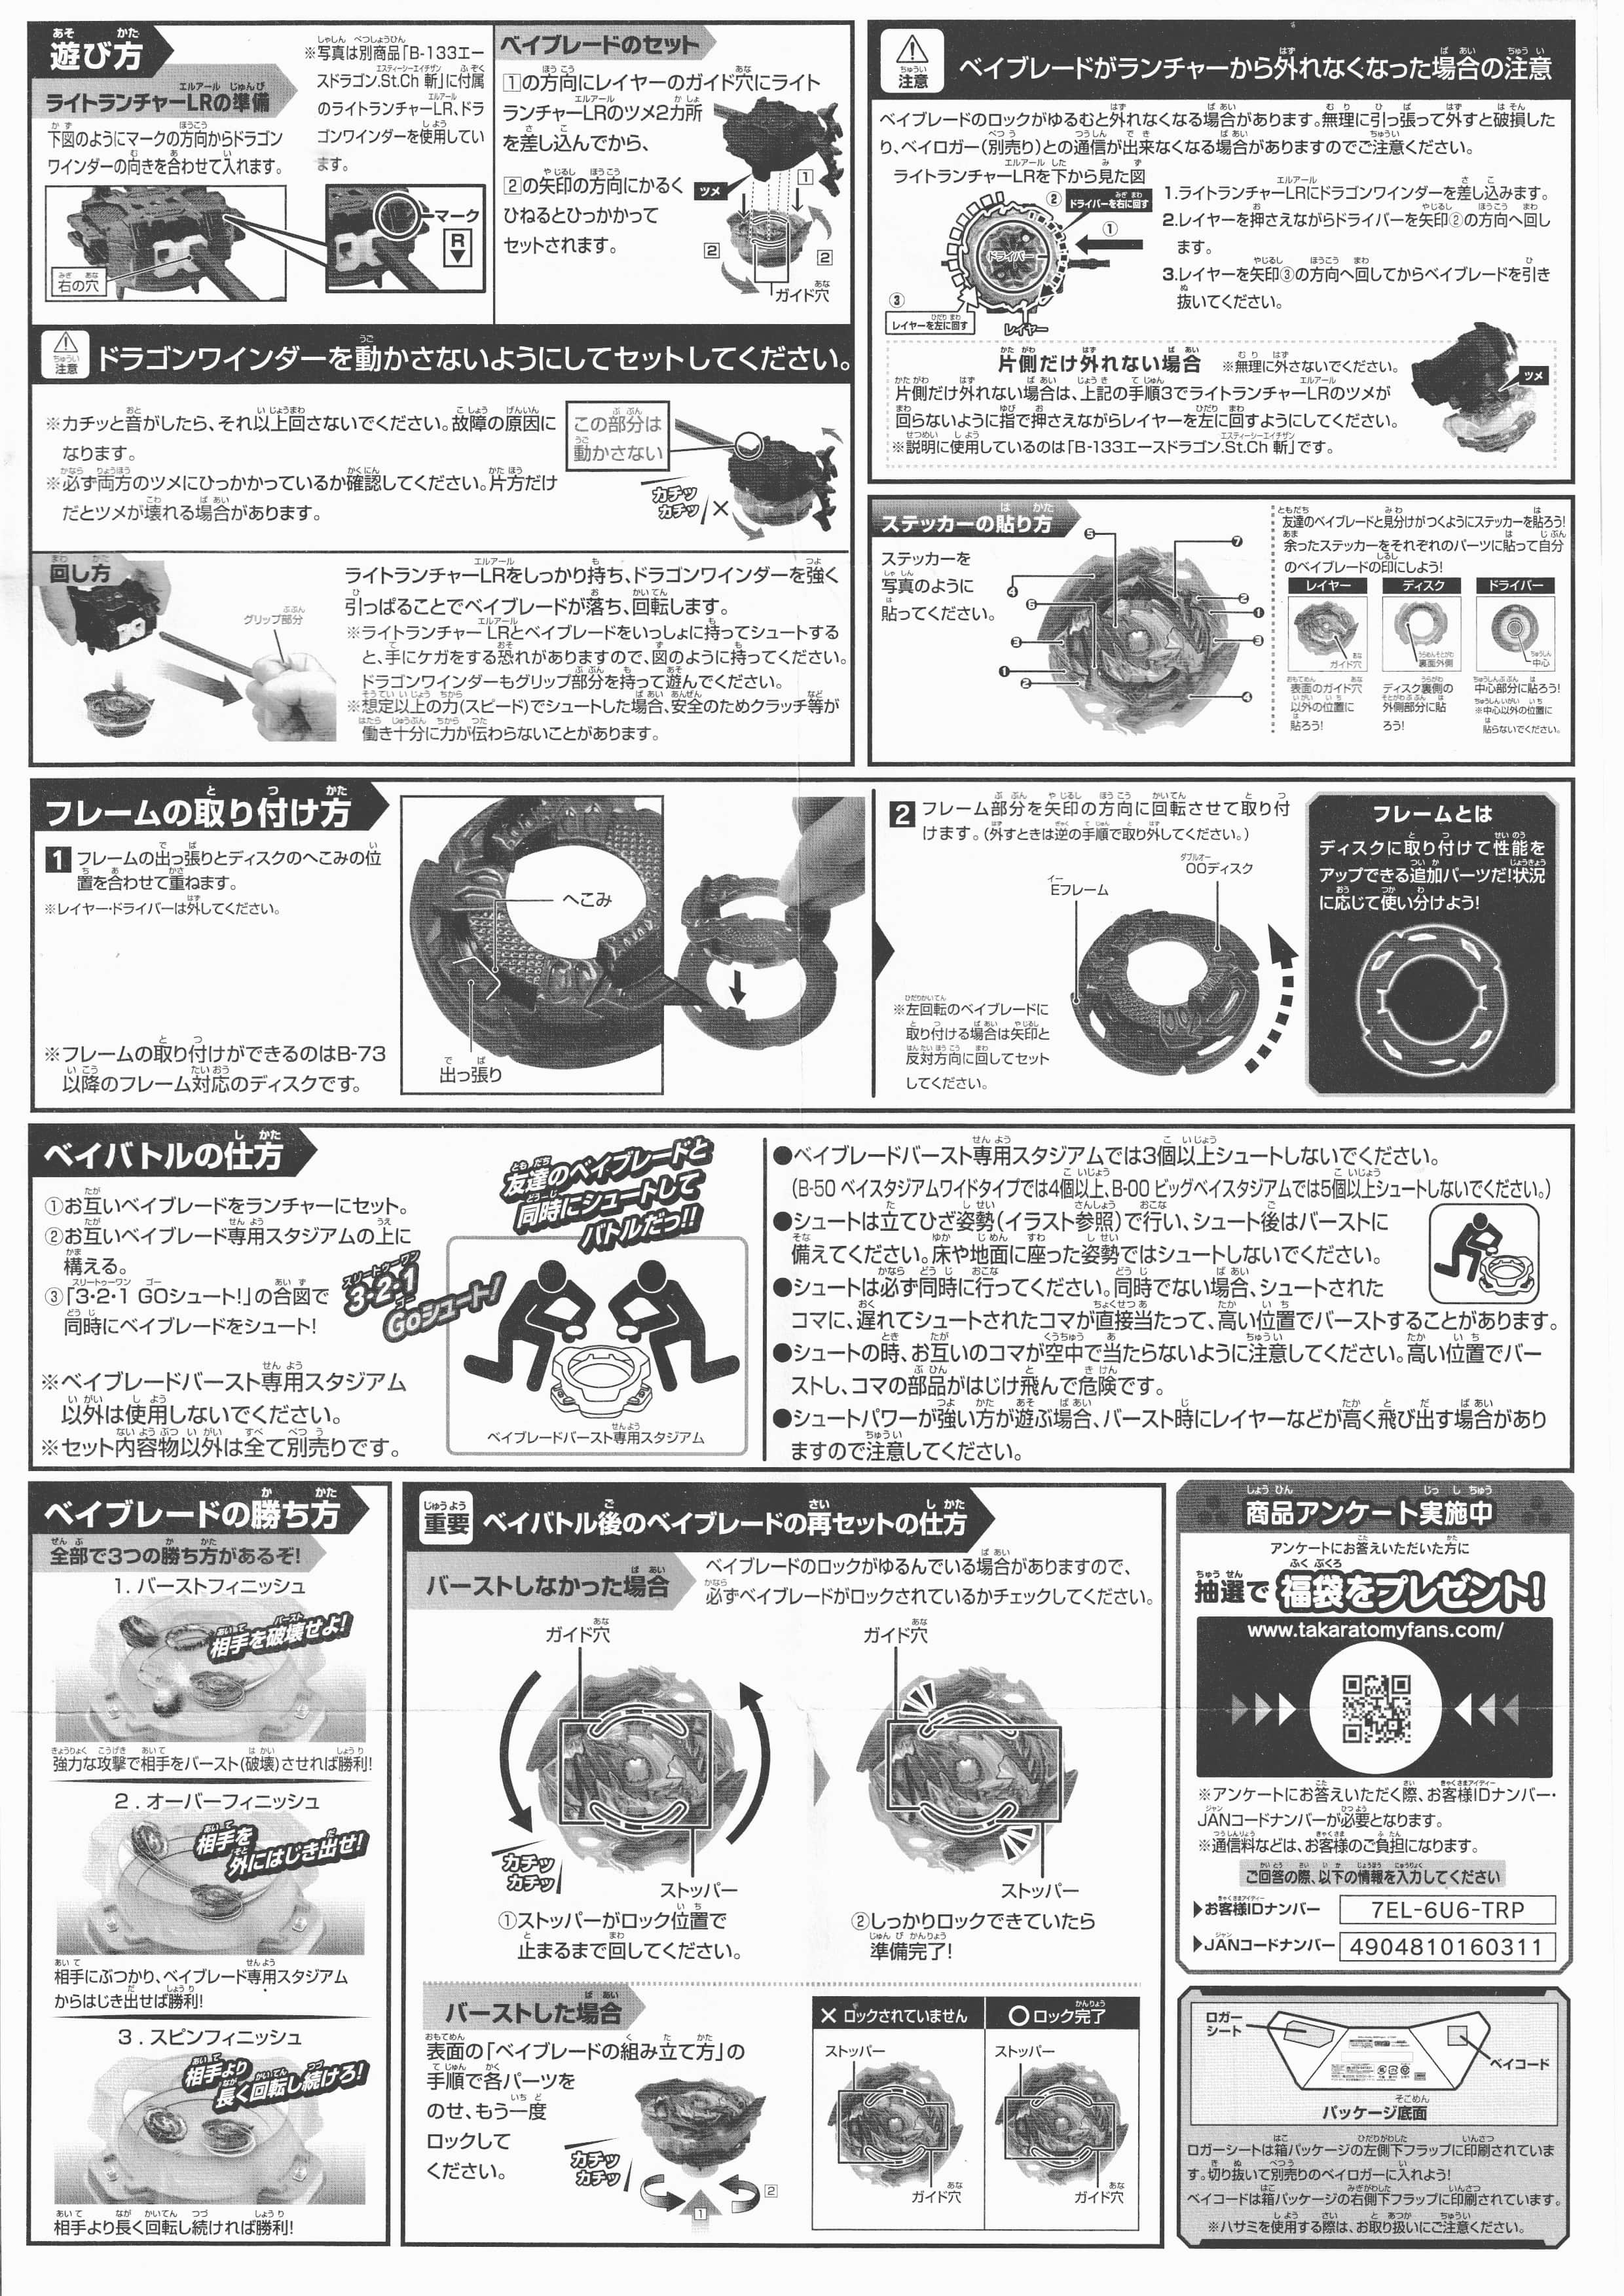 遊び方
ライトランチャーLRの準備
下図のようにマークの方向からドラゴン
ワインダーの向きを合わせて入れます。
※写真は別商品「B-133エー
スドラゴン.St.Ch 斬」に付属
のライトランチャーLR、ドラ
ゴンワインダーを使用してい
ます。
マーク
R
右の穴
ベイブレードのセット
1の方向にレイヤーのガイド穴にライト
ランチャーLRのツメ2カ所
を差し込んでから、
2の矢印の方向にかるく
ひねるとひっかかって
セットされます。
ツメ
1
2
2
ガイド穴
注意
ドラゴンワインダーを動かさないようにしてセットしてください。
※カチッと音がしたら、それ以上回さないでください。故障の原因に
なります。
※必ず両方のツメにひっかかっているか確認してください。片方だけ
だとツメが壊れる場合があります。
この部分は
動かさない
カチッ
カチッ
×
回し方
グリップ部分
ライトランチャーLRをしっかり持ち、ドラゴンワインダーを強く
引っぱることでベイブレードが落ち、回転します。
※ライトランチャー LRとベイブレードをいっしょに持ってシュートする
と、手にケガをする恐れがありますので、図のように持ってください。
ドラゴンワインダーもグリップ部分を持って遊んでください。
※想定以上の力(スピード)でシュートした場合、安全のためクラッチ等が
働き十分に力が伝わらないことがあります。
注意
ベイブレードがランチャーから外れなくなった場合の注意
ベイブレードのロックがゆるむと外れなくなる場合があります。無理に引っ張って外すと破損した
り、ベイロガー(別売り)との通信が出来なくなる場合がありますのでご注意ください。
ライトランチャーLRを下から見た図
②
ドライバーを右に回す
①
ドライバー
③
レイヤーを左に回す
レイヤー
1.ライトランチャーLRにドラゴンワインダーを差し込みます。
2.レイヤーを押さえながらドライバーを矢印②の方向へ回し
ます。
3.レイヤーを矢印③の方向へ回してからベイブレードを引き
抜いてください。
片側だけ外れない場合 ※無理に外さないでください。
片側だけ外れない場合は、上記の手順3でライトランチャーLRのツメが
回らないように指で押さえながらレイヤーを左に回すようにしてください。
※説明に使用しているのは「B-133エースドラゴン.St.Ch 斬」です。
ツメ
ステッカーの貼り方
ステッカーを
写真のように
貼ってください。
❺
❼
❹
❻
❷
❶
❸
❸
❶
❷
❹
友達のベイブレードと見分けがつくようにステッカーを貼ろう!
余ったステッカーをそれぞれのパーツに貼って自分
のベイブレードの印にしよう!
レイヤー
ガイド穴
表面のガイド穴
以外の位置に
貼ろう!
ディスク
裏面外側
ディスク裏側の
外側部分に貼
ろう!
ドライバー
中心
中心部分に貼ろう!
※中心以外の位置に
貼らないでください。
フレームの取り付け方
1 フレームの出っ張りとディスクのへこみの位
置を合わせて重ねます。
※レイヤー・ドライバーは外してください。
※フレームの取り付けができるのはB-73
以降のフレーム対応のディスクです。
へこみ
出っ張り
2 フレーム部分を矢印の方向に回転させて取り付
けます。(外すときは逆の手順で取り外してください。)
Eフレーム
00ディスク
※左回転のベイブレードに
取り付ける場合は矢印と
反対方向に回してセット
してください。
フレームとは
ディスクに取り付けて性能を
アップできる追加パーツだ!状況
に応じて使い分けよう!
ベイバトルの仕方
①お互いベイブレードをランチャーにセット。
②お互いベイブレード専用スタジアムの上に
構える。
③「3・2・1 GOシュート!」の合図で
同時にベイブレードをシュート!
※ベイブレードバースト専用スタジアム
以外は使用しないでください。
※セット内容物以外は全て別売りです。
友達のベイブレードと
同時にシュートして
バトルだっ!!
3・2・1
GOシュート!
ベイブレードバースト専用スタジアム
●ベイブレードバースト専用スタジアムでは3個以上シュートしないでください。
(B-50 ベイスタジアムワイドタイプでは4個以上、B-00 ビッグベイスタジアムでは5個以上シュートしないでください。)
●シュートは立てひざ姿勢(イラスト参照)で行い、シュート後はバーストに
備えてください。床や地面に座った姿勢ではシュートしないでください。
●シュートは必ず同時に行ってください。同時でない場合、シュートされた
コマに、遅れてシュートされたコマが直接当たって、高い位置でバーストすることがあります。
●シュートの時、お互いのコマが空中で当たらないように注意してください。高い位置でバー
ストし、コマの部品がはじけ飛んで危険です。
●シュートパワーが強い方が遊ぶ場合、バースト時にレイヤーなどが高く飛び出す場合があり
ますので注意してください。
ベイブレードの勝ち方
全部で3つの勝ち方があるぞ!
1. バーストフィニッシュ
相手を破壊せよ!
強力な攻撃で相手をバースト(破壊)させれば勝利!
2. オーバーフィニッシュ
相手を
外にはじき出せ!
相手にぶつかり、ベイブレード専用スタジアム
からはじき出せば勝利!
3. スピンフィニッシュ
相手より
長く回転し続けろ!
相手より長く回転し続ければ勝利!
重要
ベイバトル後のベイブレードの再セットの仕方
バーストしなかった場合
ベイブレードのロックがゆるんでいる場合がありますので、
必ずベイブレードがロックされているかチェックしてください。
ガイド穴
カチッ
カチッ
ストッパー
①ストッパーがロック位置で
止まるまで回してください。
ガイド穴
ストッパー
②しっかりロックできていたら
準備完了!
バーストした場合
表面の「ベイブレードの組み立て方」の
手順で各パーツを
のせ、もう一度
ロックして
ください。
カチッ
カチッ
1
2
× ロックされていません
ストッパー
ガイド穴
○ ロック完了
ストッパー
ガイド穴
商品アンケート実施中
アンケートにお答えいただいた方に
抽選で福袋をプレゼント!
www.takaratomyfans.com/
※アンケートにお答えいただく際、お客様IDナンバー・
JANコードナンバーが必要となります。
※通信料などは、お客様のご負担になります。
ご回答の際、以下の情報を入力してください
▶お客様IDナンバー 7EL-6U6-TRP
▶JANコードナンバー 4904810160311
ロガー
シート
ベイコード
パッケージ底面
ロガーシートは箱パッケージの左側下フラップに印刷されていま
す。切り抜いて別売りのベイロガーに入れよう!
ベイコードは箱パッケージの右側下フラップに印刷されています。
※ハサミを使用する際は、お取り扱いにご注意ください。